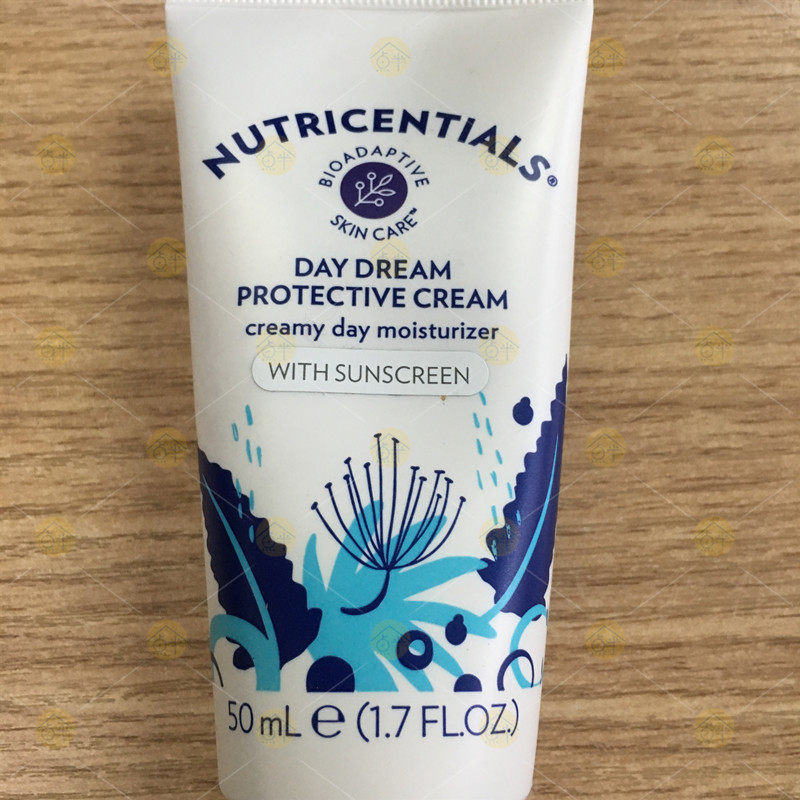 NUTRICENTIALS®
BIOADAPTIVE
SKIN CARE™
DAY DREAM
PROTECTIVE CREAM
creamy day moisturizer
WITH SUNSCREEN
50 mL e (1.7 FL.OZ.)